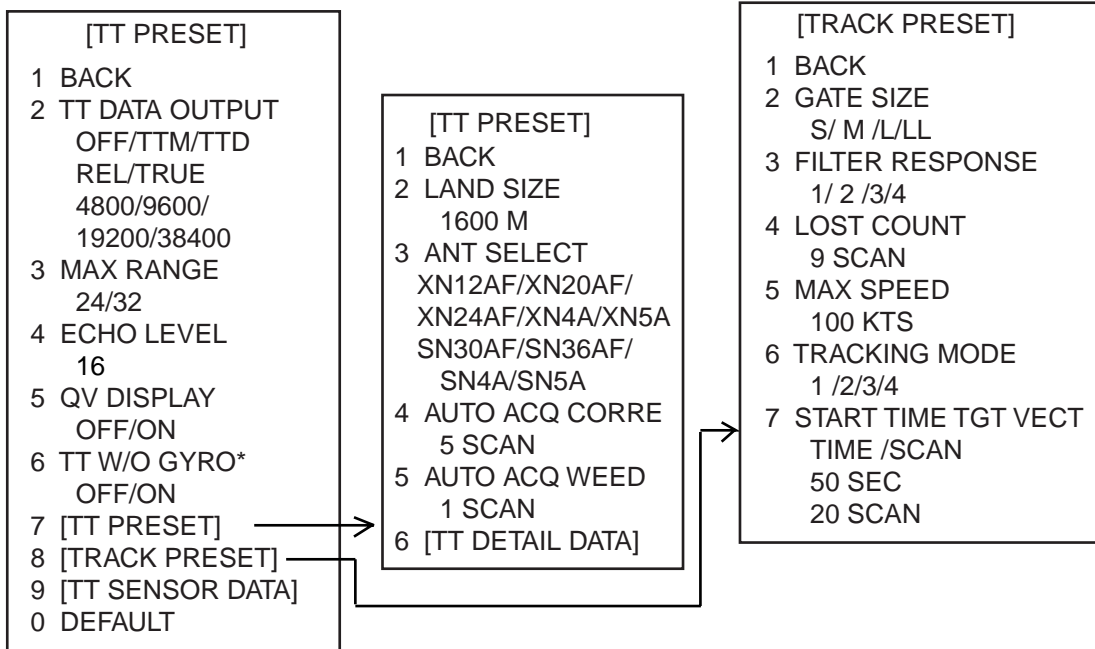 [TT PRESET]
1 BACK
2 TT DATA OUTPUT
OFF/TTM/TTD
REL/TRUE
4800/9600/
19200/38400
3 MAX RANGE
24/32
4 ECHO LEVEL
16
5 QV DISPLAY
OFF/ON
6 TT W/O GYRO*
OFF/ON
7 [TT PRESET]
8 [TRACK PRESET]
9 [TT SENSOR DATA]
0 DEFAULT
[TT PRESET]
1 BACK
2 LAND SIZE
1600 M
3 ANT SELECT
XN12AF/XN20AF/
XN24AF/XN4A/XN5A
SN30AF/SN36AF/
SN4A/SN5A
4 AUTO ACQ CORRE
5 SCAN
5 AUTO ACQ WEED
1 SCAN
6 [TT DETAIL DATA]
[TRACK PRESET]
1 BACK
2 GATE SIZE
S/ M /L/LL
3 FILTER RESPONSE
1/ 2 /3/4
4 LOST COUNT
9 SCAN
5 MAX SPEED
100 KTS
6 TRACKING MODE
1 /2/3/4
7 START TIME TGT VECT
TIME /SCAN
50 SEC
20 SCAN